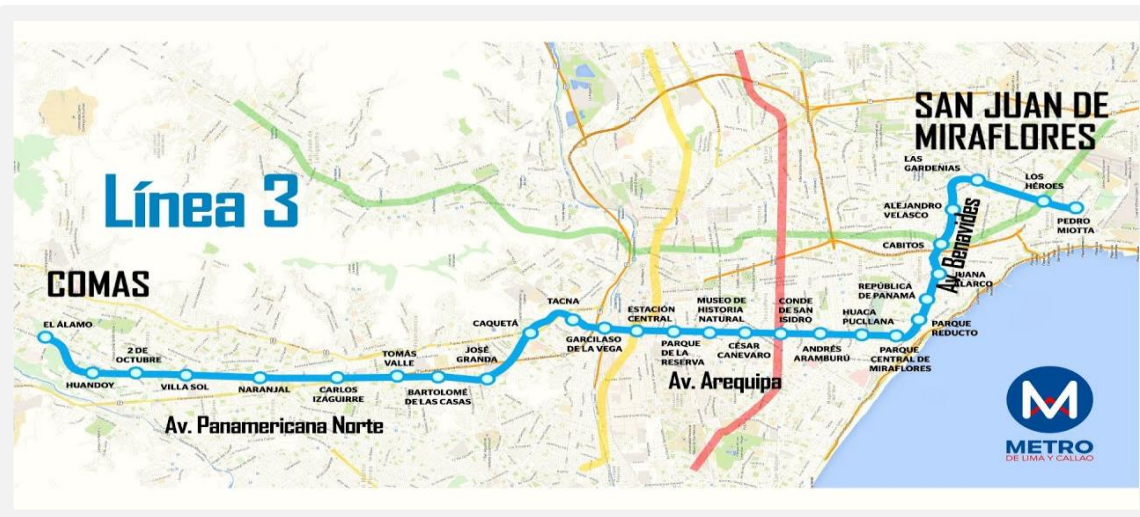 Línea 3
COMAS
SAN JUAN DE
MIRAFLORES
EL ÁLAMO
HUANDOY
2 DE
OCTUBRE
VILLA SOL
NARANJAL
CARLOS
IZAGUIRRE
TOMÁS
VALLE
BARTOLOMÉ
DE LAS CASAS
JOSÉ
GRANDA
CAQUETÁ
TACNA
GARCILASO
DE LA VEGA
ESTACIÓN
CENTRAL
PARQUE
DE LA
RESERVA
MUSEO DE
HISTORIA
NATURAL
CÉSAR
CANEVARO
CONDE
DE SAN
ISIDRO
ANDRÉS
ARAMBURÚ
HUACA
PUCLLANA
PARQUE
CENTRAL DE
MIRAFLORES
PARQUE
REDUCTO
REPÚBLICA
DE PANAMÁ
JUANA
ALARCO
CABITOS
ALEJANDRO
VELASCO
LAS
GARDENIAS
LOS
HÉROES
PEDRO
MIOTTA
Av. Panamericana Norte
Av. Arequipa
Av. Benavides
METRO
DE LIMA Y CALLAO